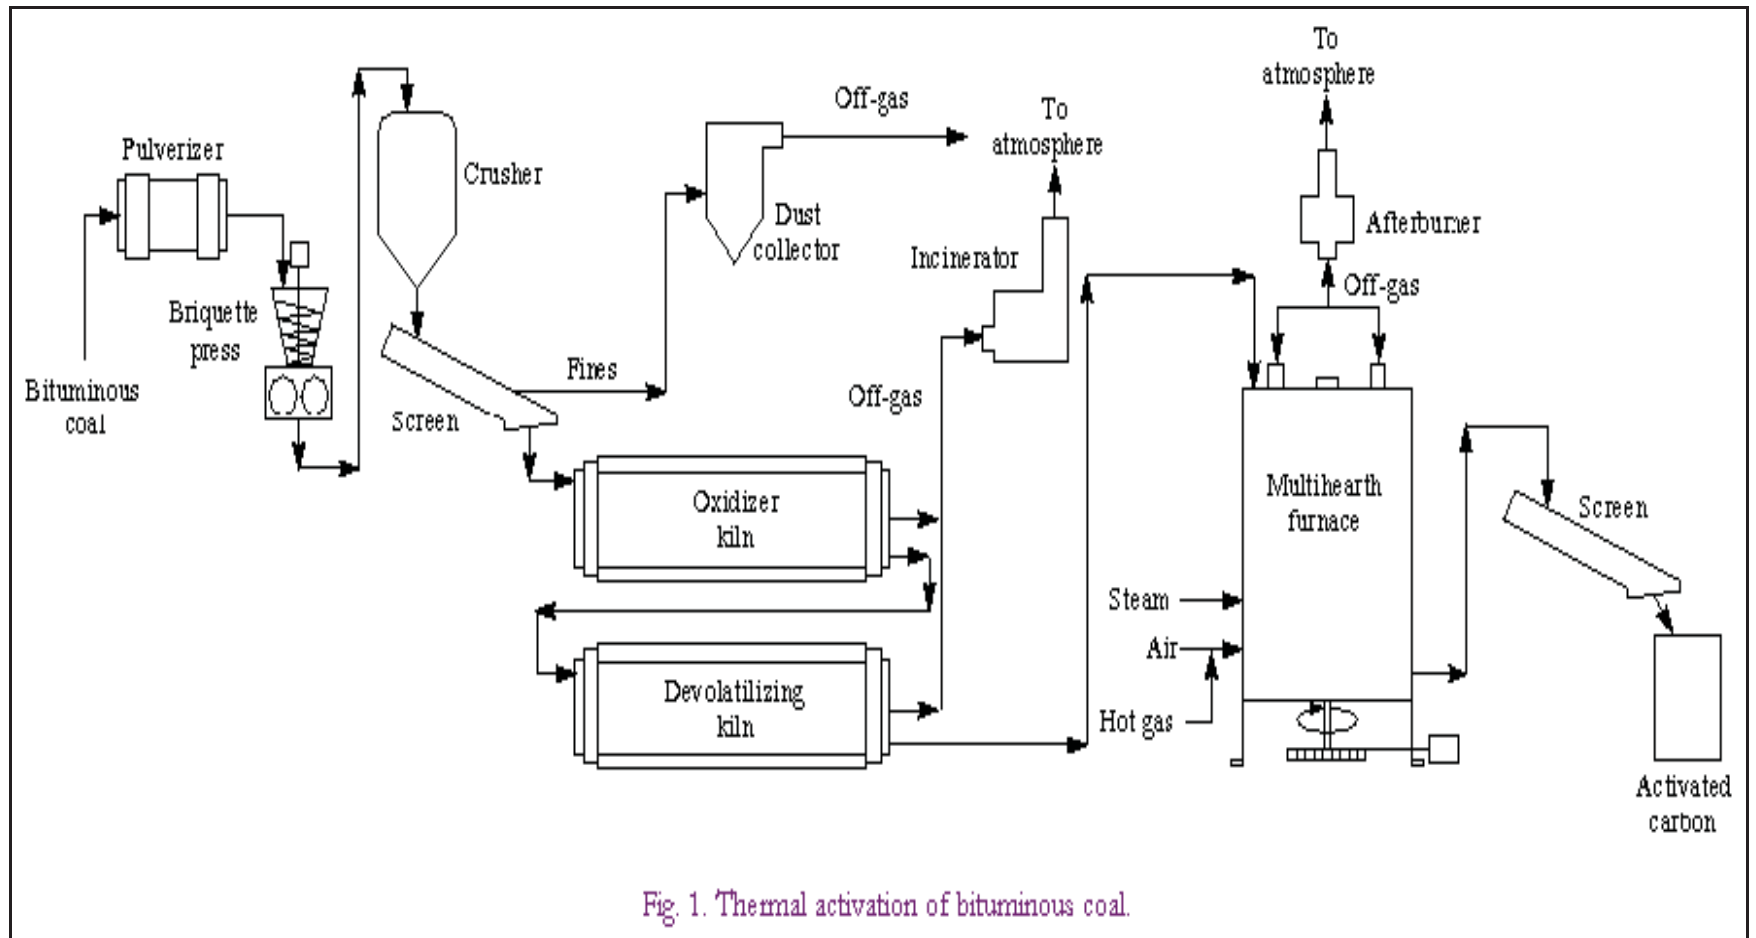 To
atmosphere
Off-gas
To
atmosphere
Pulverizer
Crusher
Dust
collector
Afterburner
Incinerator
Off-gas
Briquette
press
Bituminous
coal
Fines
Screen
Off-gas
Oxidizer
kiln
Multihearth
furnace
Screen
Steam
Air
Hot gas
Devolatilizing
kiln
Activated
carbon
Fig. 1. Thermal activation of bituminous coal.